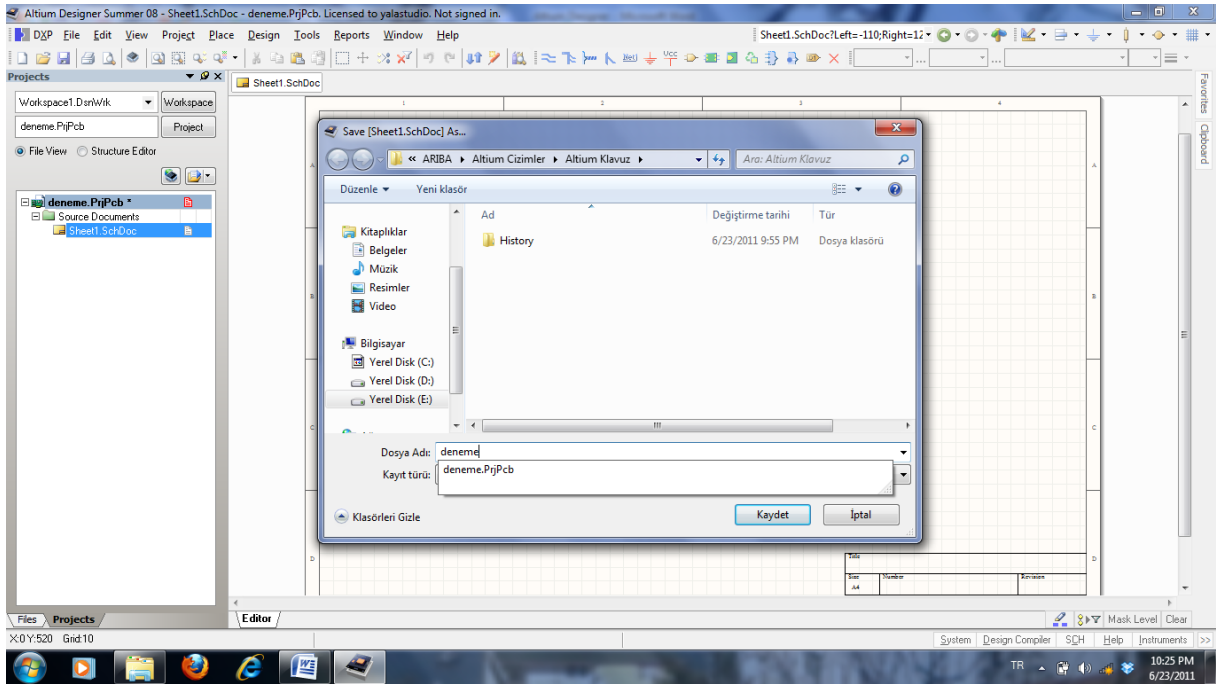 Altium Designer Summer 08 - Sheet1.SchDoc - deneme.PrjPcb. Licensed to yalastudio. Not signed in.
DXP File Edit View Project Place Design Tools Reports Window Help
Sheet1.SchDoc?Left=-110;Right=12
Projects
Sheet1.SchDoc
Workspace1.DsnWrk
Workspace
deneme.PrjPcb
Project
File View
Structure Editor
deneme.PrjPcb *
Source Documents
Sheet1.SchDoc
Favorites
Clipboard
1 2 3 4
Save [Sheet1.SchDoc] As...
« ARIBA Altium Cizimler Altium Klavuz
Ara: Altium Klavuz
Düzenle Yeni klasör
Ad Değiştirme tarihi Tür
History 6/23/2011 9:55 PM Dosya klasörü
Kitaplıklar
Belgeler
Müzik
Resimler
Video
Bilgisayar
Yerel Disk (C:)
Yerel Disk (D:)
Yerel Disk (E:)
Dosya Adı: deneme
Kayıt türü:
deneme.PrjPcb
Klasörleri Gizle
Kaydet İptal
A A
B B
C C
D D
Title
Size Number Revision
A4
Files Projects
Editor
Mask Level Clear
X:0 Y:520 Grid:10
System Design Compiler SCH Help Instruments >>
TR
10:25 PM
6/23/2011